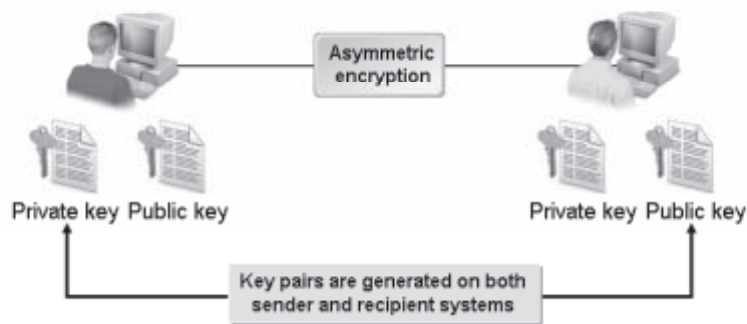 Asymmetric
encryption
Private key Public key
Private key Public key
Key pairs are generated on both
sender and recipient systems